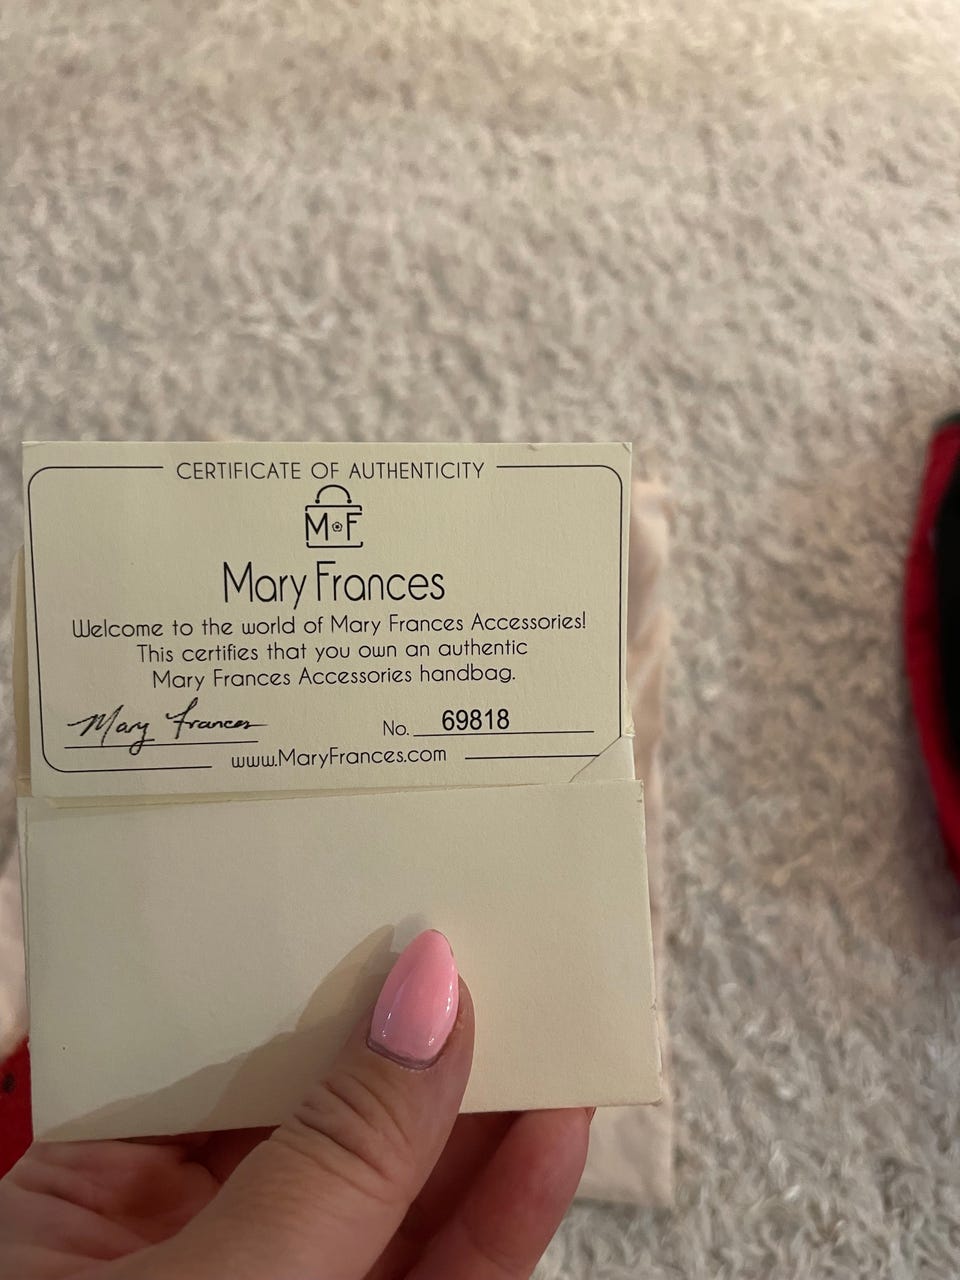 CERTIFICATE OF AUTHENTICITY
M F
Mary Frances
Welcome to the world of Mary Frances Accessories!
This certifies that you own an authentic
Mary Frances Accessories handbag.
Mary Frances No. 69818
www.MaryFrances.com